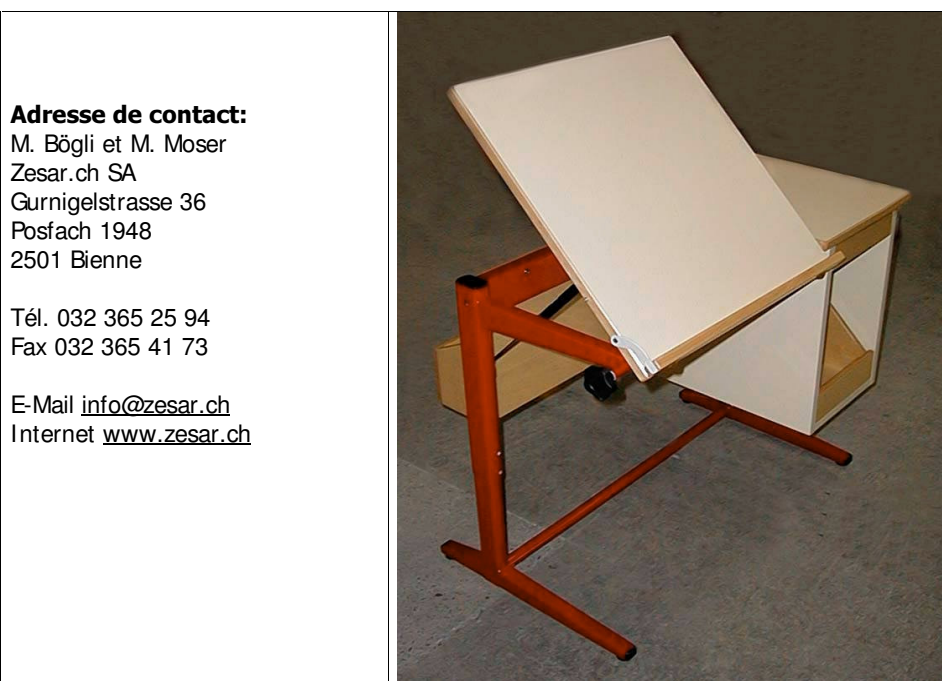 Adresse de contact:
M. Bögli et M. Moser
Zesar.ch SA
Gurnigelstrasse 36
Posfach 1948
2501 Bienne
Tél. 032 365 25 94
Fax 032 365 41 73
E-Mail info@zesar.ch
Internet www.zesar.ch